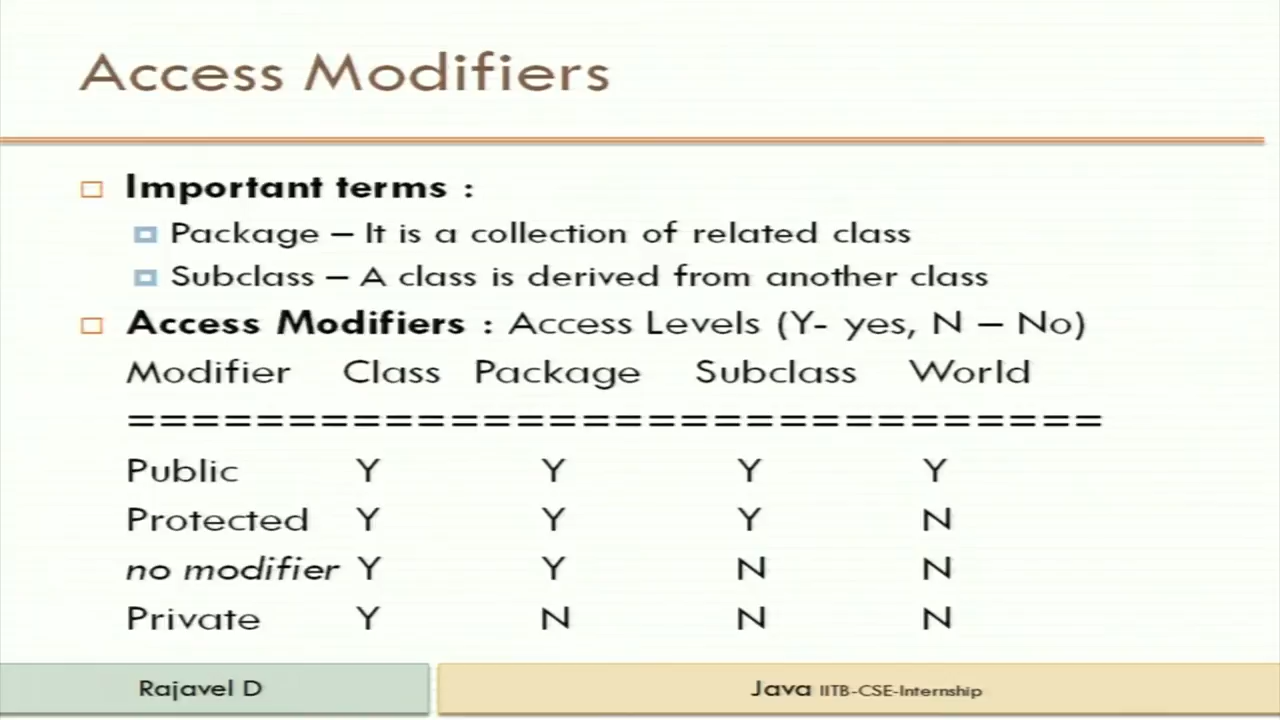 Access Modifiers
Important terms :
Package – It is a collection of related class
Subclass – A class is derived from another class
Access Modifiers : Access Levels (Y- yes, N – No)
Modifier Class Package Subclass World
===============================
Public Y Y Y Y
Protected Y Y Y N
no modifier Y Y N N
Private Y N N N
Rajavel D
Java IITB-CSE-Internship